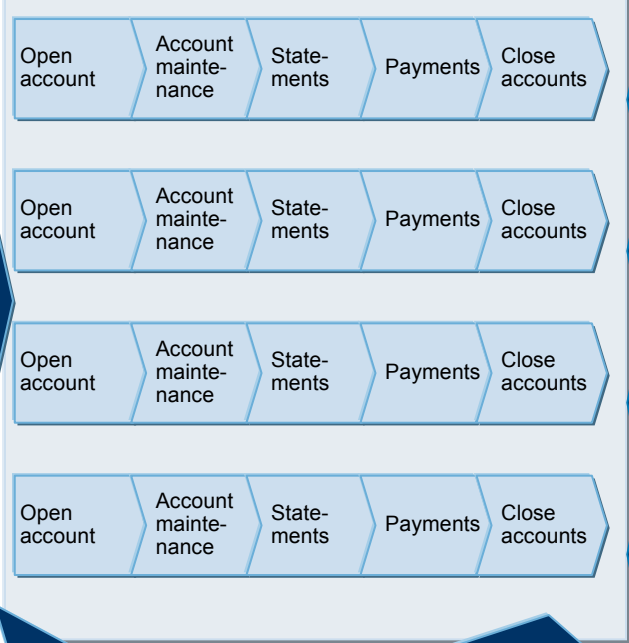 Open
account
Account
mainte-
nance
State-
ments
Payments
Close
accounts
Open
account
Account
mainte-
nance
State-
ments
Payments
Close
accounts
Open
account
Account
mainte-
nance
State-
ments
Payments
Close
accounts
Open
account
Account
mainte-
nance
State-
ments
Payments
Close
accounts